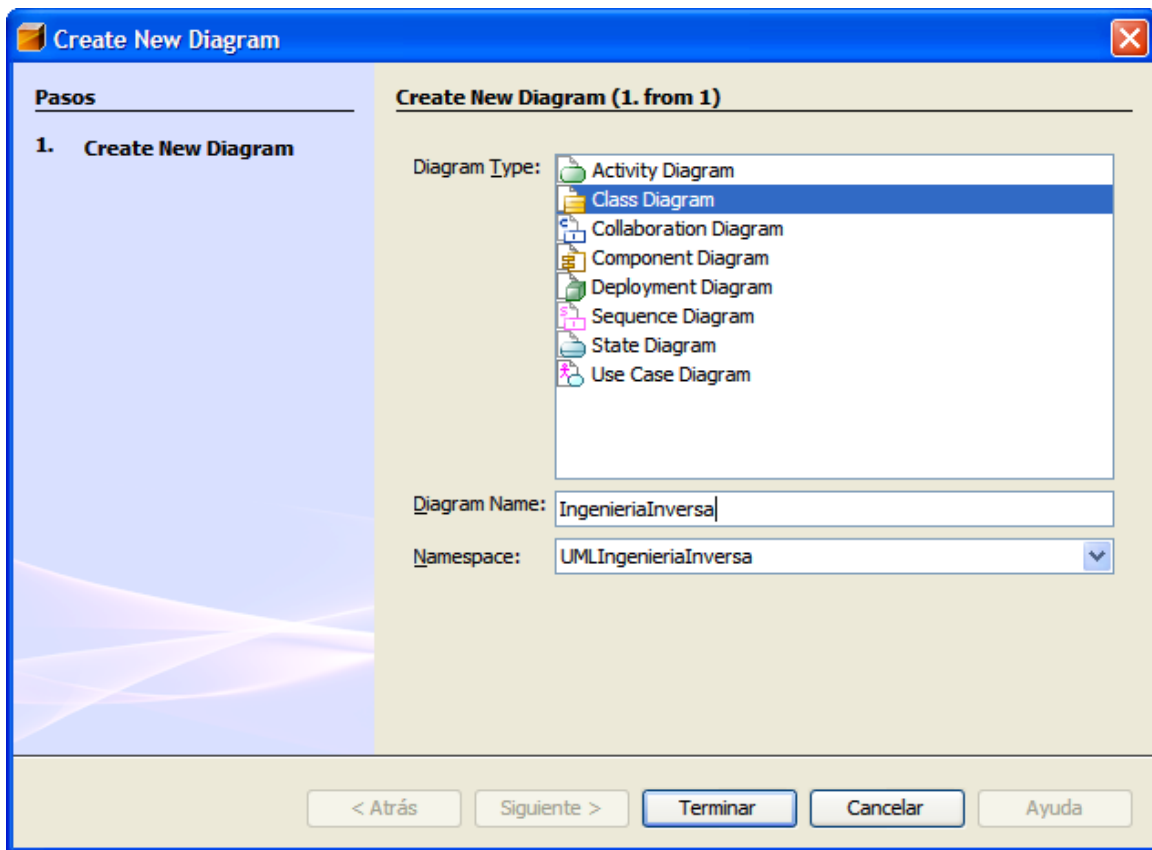 Create New Diagram
Pasos
1. Create New Diagram
Create New Diagram (1. from 1)
Diagram Type:
Activity Diagram
Class Diagram
Collaboration Diagram
Component Diagram
Deployment Diagram
Sequence Diagram
State Diagram
Use Case Diagram
Diagram Name: IngenieriaInversa
Namespace: UMLIngenieriaInversa
< Atrás Siguiente > Terminar Cancelar Ayuda